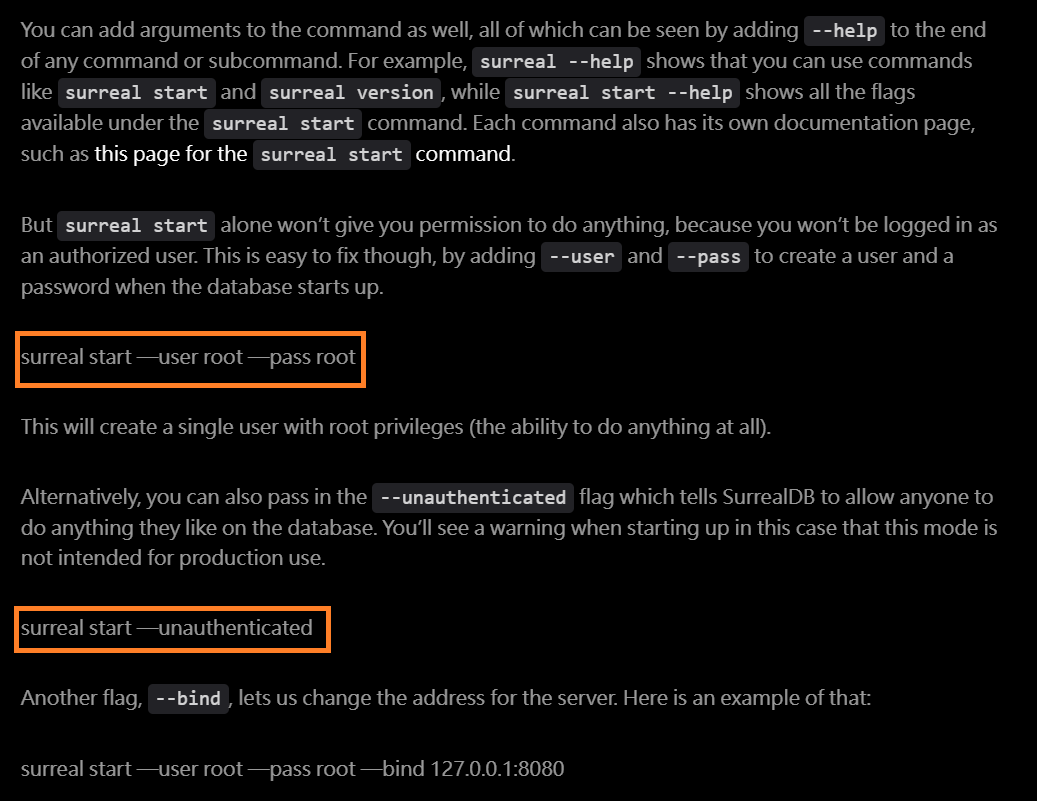 You can add arguments to the command as well, all of which can be seen by adding --help to the end
of any command or subcommand. For example, surreal --help shows that you can use commands
like surreal start and surreal version, while surreal start --help shows all the flags
available under the surreal start command. Each command also has its own documentation page,
such as this page for the surreal start command.
But surreal start alone won’t give you permission to do anything, because you won’t be logged in as
an authorized user. This is easy to fix though, by adding --user and --pass to create a user and a
password when the database starts up.
surreal start —user root —pass root
This will create a single user with root privileges (the ability to do anything at all).
Alternatively, you can also pass in the --unauthenticated flag which tells SurrealDB to allow anyone to
do anything they like on the database. You’ll see a warning when starting up in this case that this mode is
not intended for production use.
surreal start —unauthenticated
Another flag, --bind, lets us change the address for the server. Here is an example of that:
surreal start —user root —pass root —bind 127.0.0.1:8080